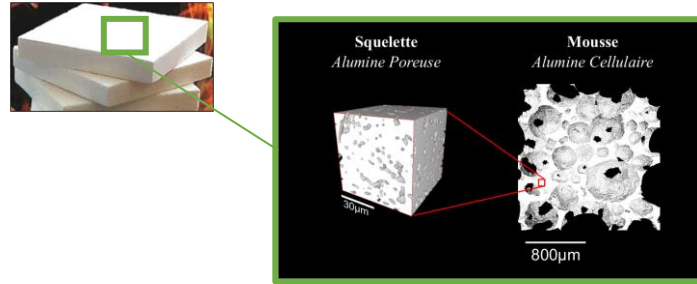 Squelette
Alumine Poreuse
Mousse
Alumine Cellulaire
30µm
800µm